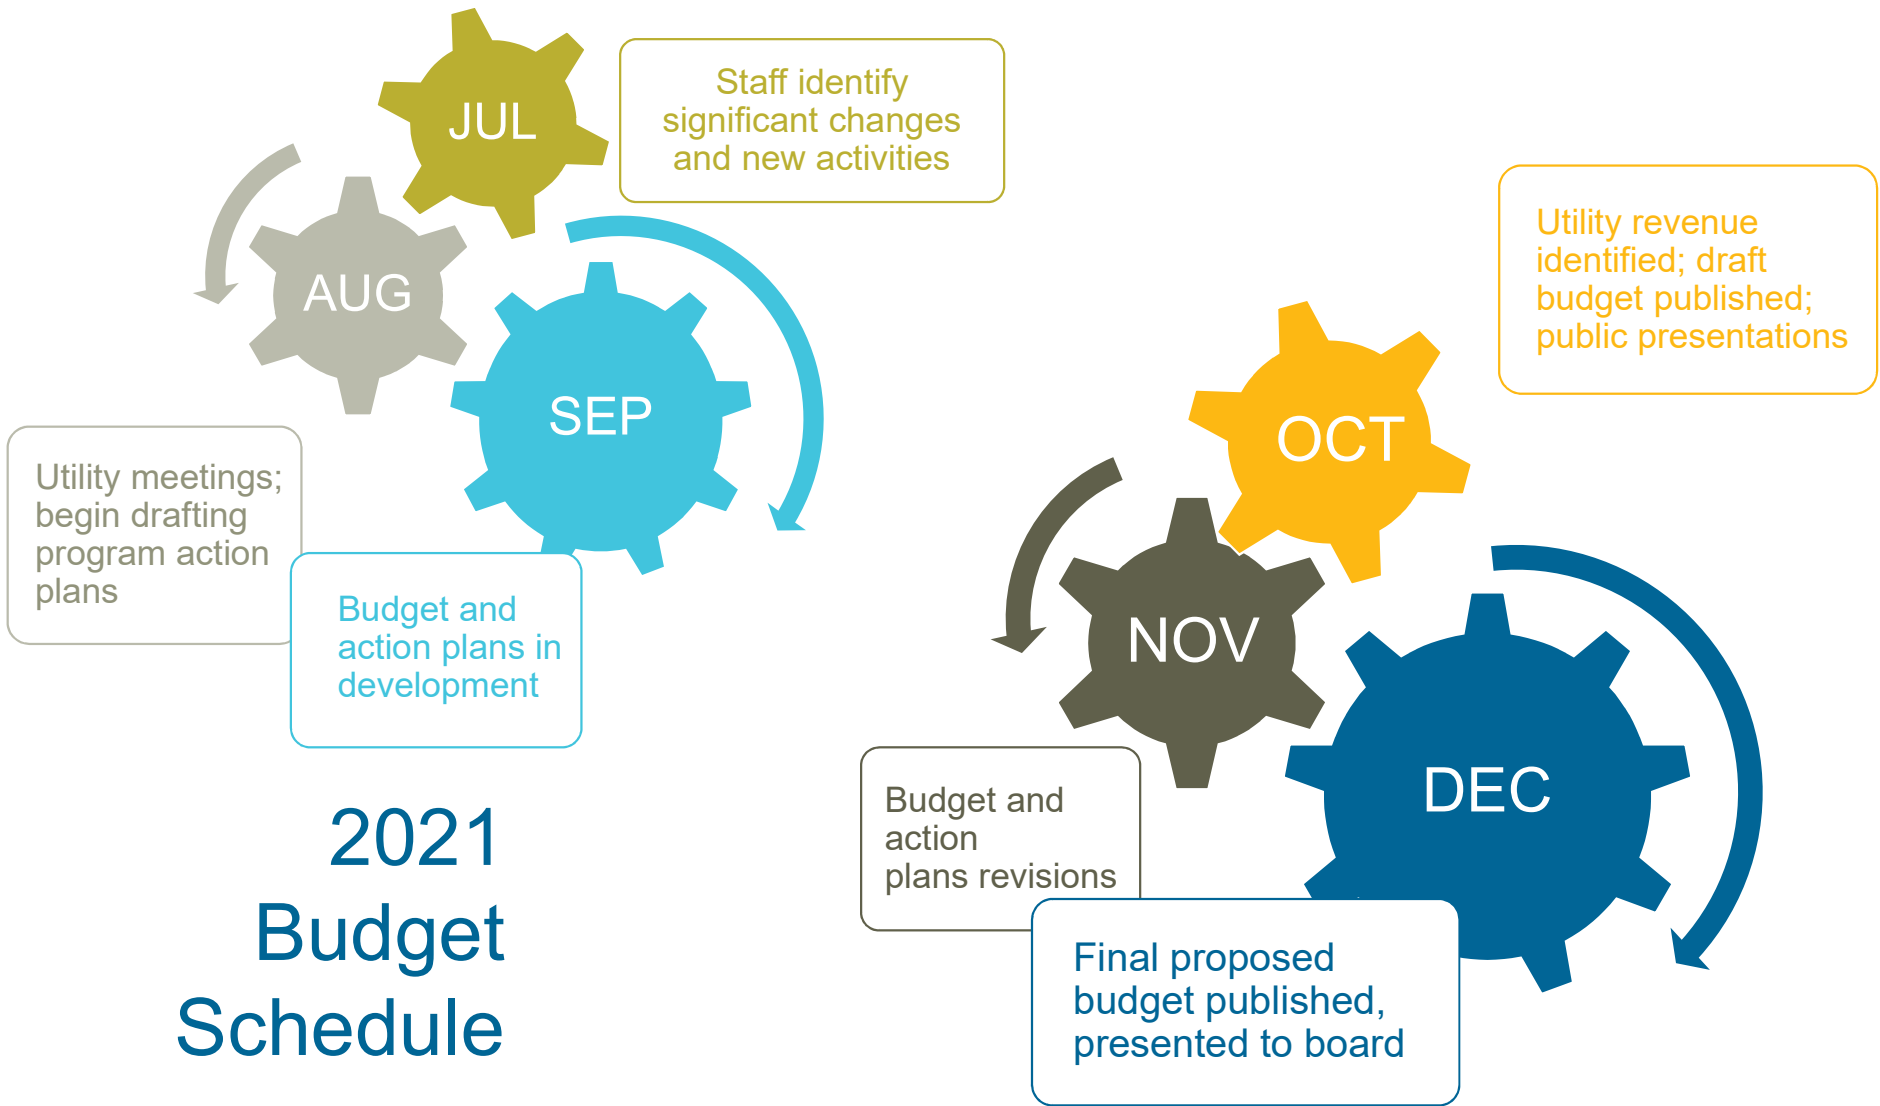 JUL
Staff identify
significant changes
and new activities
AUG
Utility meetings;
begin drafting
program action
plans
SEP
Budget and
action plans in
development
OCT
Utility revenue
identified; draft
budget published;
public presentations
NOV
Budget and
action
plans revisions
DEC
Final proposed
budget published,
presented to board
2021
Budget
Schedule